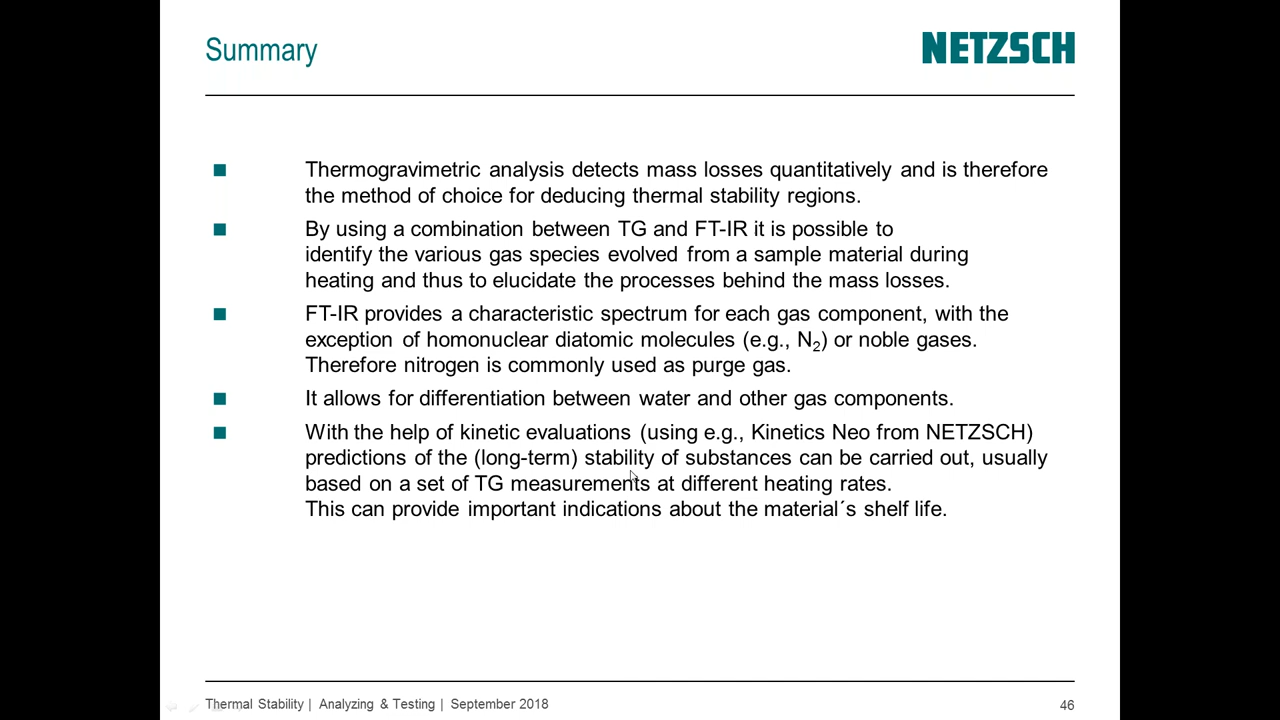 Summary
NETZSCH
Thermogravimetric analysis detects mass losses quantitatively and is therefore
the method of choice for deducing thermal stability regions.
By using a combination between TG and FT-IR it is possible to
identify the various gas species evolved from a sample material during
heating and thus to elucidate the processes behind the mass losses.
FT-IR provides a characteristic spectrum for each gas component, with the
exception of homonuclear diatomic molecules (e.g., N₂) or noble gases.
Therefore nitrogen is commonly used as purge gas.
It allows for differentiation between water and other gas components.
With the help of kinetic evaluations (using e.g., Kinetics Neo from NETZSCH)
predictions of the (long-term) stability of substances can be carried out, usually
based on a set of TG measurements at different heating rates.
This can provide important indications about the material´s shelf life.
Thermal Stability | Analyzing & Testing | September 2018
46